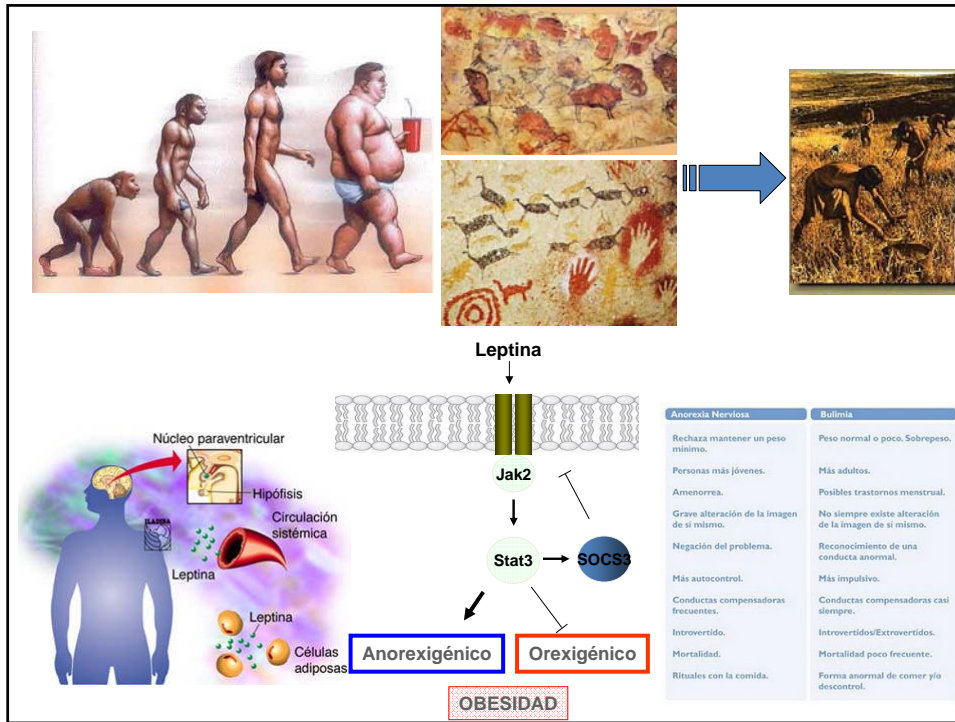 Leptina
Jak2
Stat3
SOCS3
Anorexigénico
Orexigénico
OBESIDAD
Núcleo paraventricular
Hipófisis
Circulación
sistémica
Leptina
Leptina
Células
adiposas
Anorexia Nerviosa
Bulimia
Rechaza mantener un peso
mínimo.
Peso normal o poco. Sobrepeso.
Personas más jóvenes.
Más adultos.
Amenorrea.
Posibles trastornos menstrual.
Grave alteración de la imagen
de sí mismo.
No siempre existe alteración
de la imagen de sí mismo.
Negación del problema.
Reconocimiento de una
conducta anormal.
Más autocontrol.
Más impulsivo.
Conductas compensadoras
frecuentes.
Conductas compensadoras casi
siempre.
Introvertido.
Introvertidos/Extrovertidos.
Mortalidad.
Mortalidad poco frecuente.
Rituales con la comida.
Forma anormal de comer y/o
descontrol.